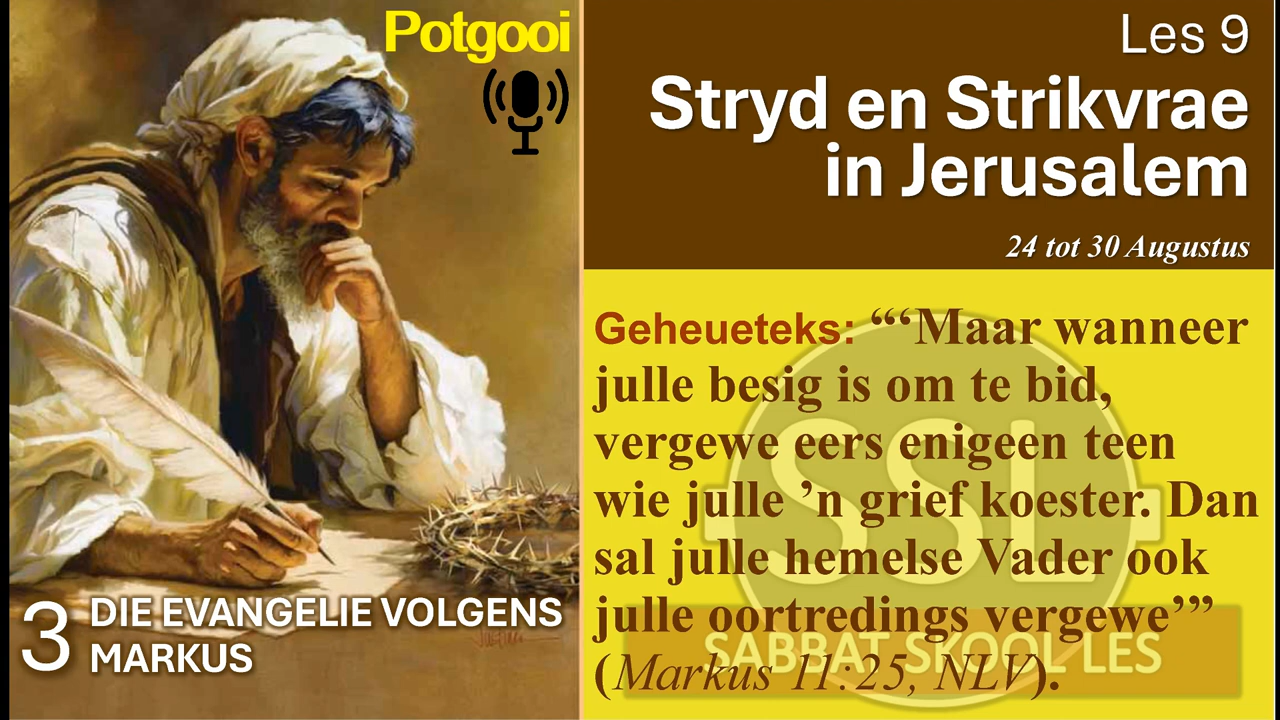 Potgooi
Les 9
Stryd en Strikvrae
in Jerusalem
24 tot 30 Augustus
Geheueteks: “‘Maar wanneer
julle besig is om te bid,
vergewe eers enigeen teen
wie julle ’n grief koester. Dan
sal julle hemelse Vader ook
julle oortredings vergewe’”
(Markus 11:25, NLV).
SSL
SABBAT SKOOL LES
3 DIE EVANGELIE VOLGENS
MARKUS